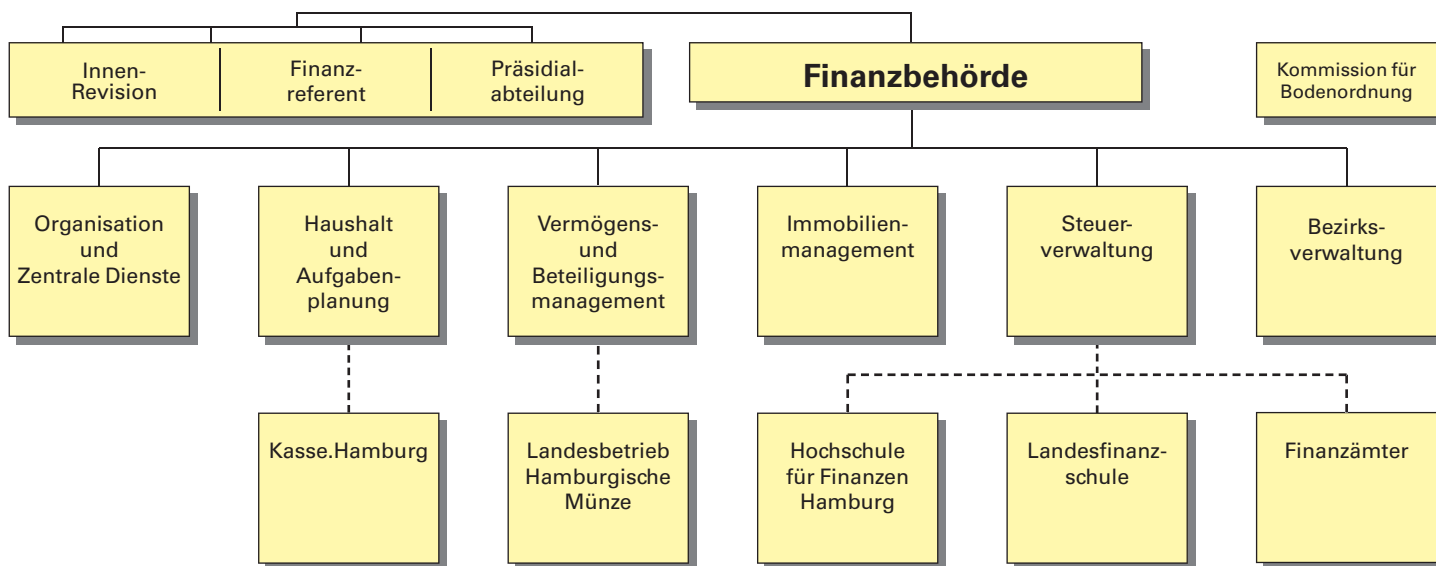 Innen-
Revision
Finanz-
referent
Präsidial-
abteilung
Finanzbehörde
Kommission für
Bodenordnung
Organisation
und
Zentrale Dienste
Haushalt
und
Aufgaben-
planung
Vermögens-
und
Beteiligungs-
management
Immobilien-
management
Steuer-
verwaltung
Bezirks-
verwaltung
Kasse.Hamburg
Landesbetrieb
Hamburgische
Münze
Hochschule
für Finanzen
Hamburg
Landesfinanz-
schule
Finanzämter